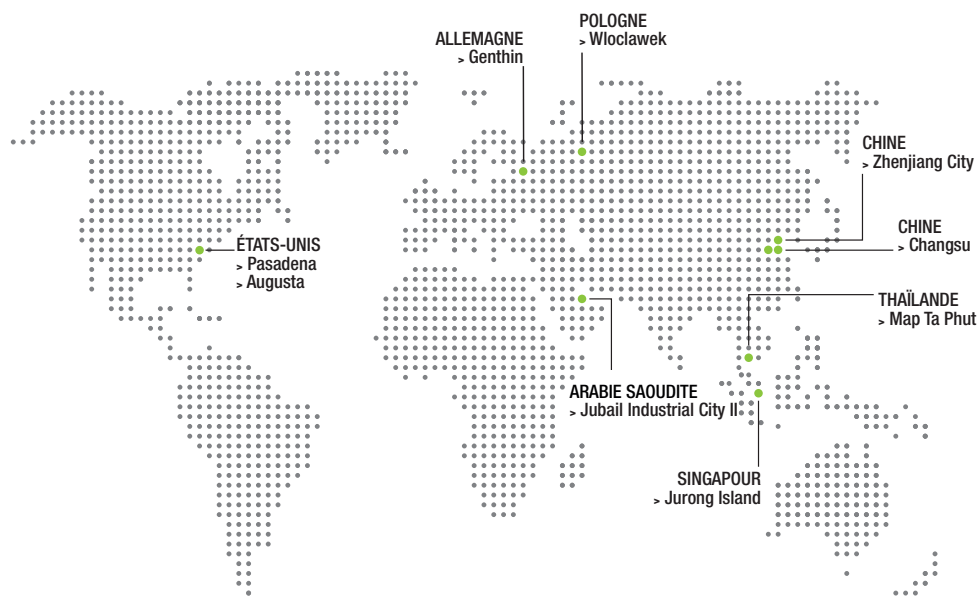 POLOGNE
> Wloclawek
ALLEMAGNE
> Genthin
CHINE
> Zhenjiang City
CHINE
> Changsu
ÉTATS-UNIS
> Pasadena
> Augusta
THAÏLANDE
> Map Ta Phut
ARABIE SAOUDITE
> Jubail Industrial City II
SINGAPOUR
> Jurong Island